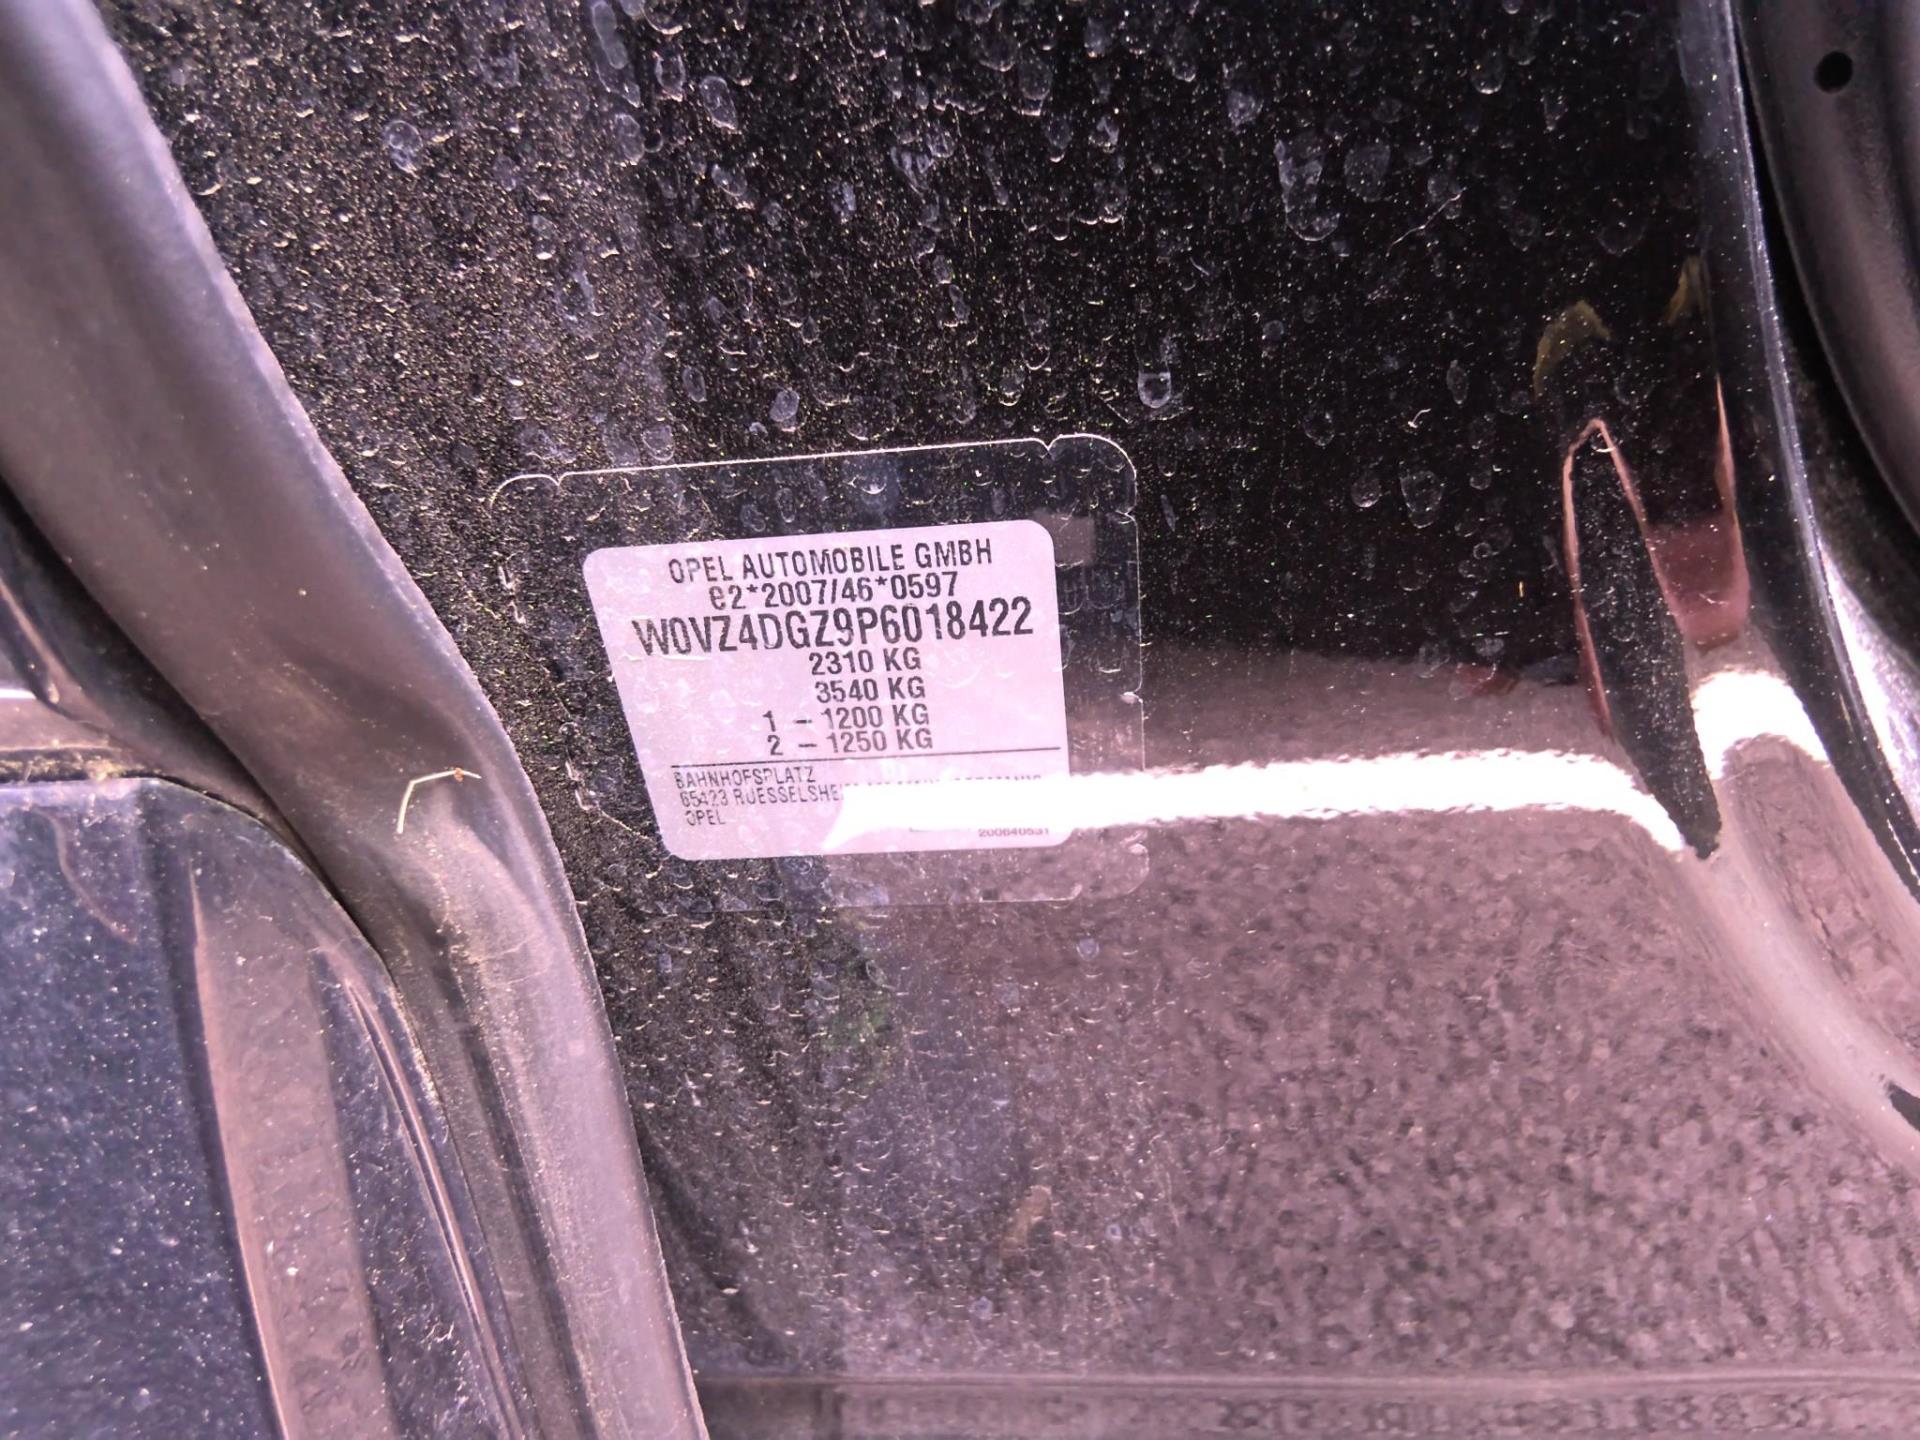 OPEL AUTOMOBILE GMBH
e2*2007/46*0597
W0VZ4DGZ9P6018422
2310 KG
3540 KG
1 – 1200 KG
2 – 1250 KG
BAHNHOFSPLATZ
65423
OPEL
200640531